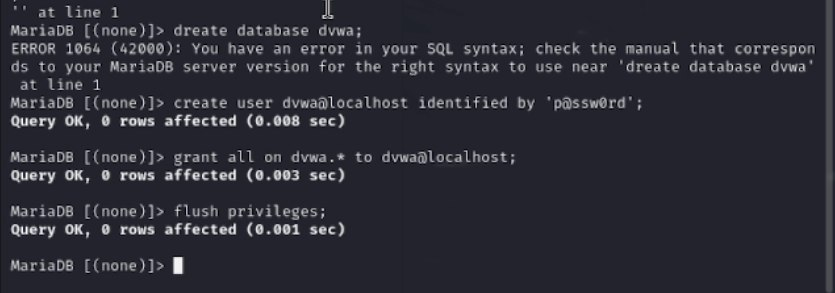 '' at line 1
MariaDB [(none)]> dreate database dvwa;
ERROR 1064 (42000): You have an error in your SQL syntax; check the manual that correspon
ds to your MariaDB server version for the right syntax to use near 'dreate database dvwa'
 at line 1
MariaDB [(none)]> create user dvwa@localhost identified by 'p@ssw0rd';
Query OK, 0 rows affected (0.008 sec)
MariaDB [(none)]> grant all on dvwa.* to dvwa@localhost;
Query OK, 0 rows affected (0.003 sec)
MariaDB [(none)]> flush privileges;
Query OK, 0 rows affected (0.001 sec)
MariaDB [(none)]>